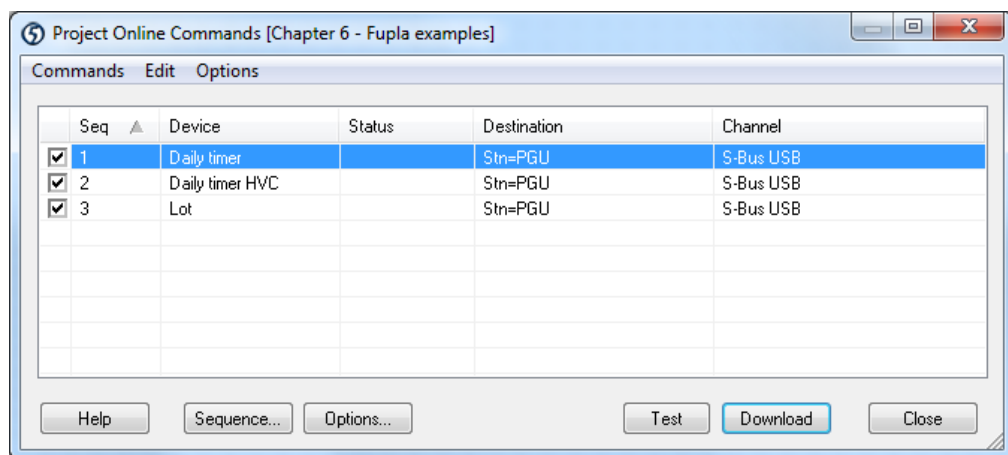 Project Online Commands [Chapter 6 - Fupla examples]
Commands Edit Options
Seq Device Status Destination Channel
1 Daily timer Stn=PGU S-Bus USB
2 Daily timer HVC Stn=PGU S-Bus USB
3 Lot Stn=PGU S-Bus USB
Help Sequence... Options... Test Download Close